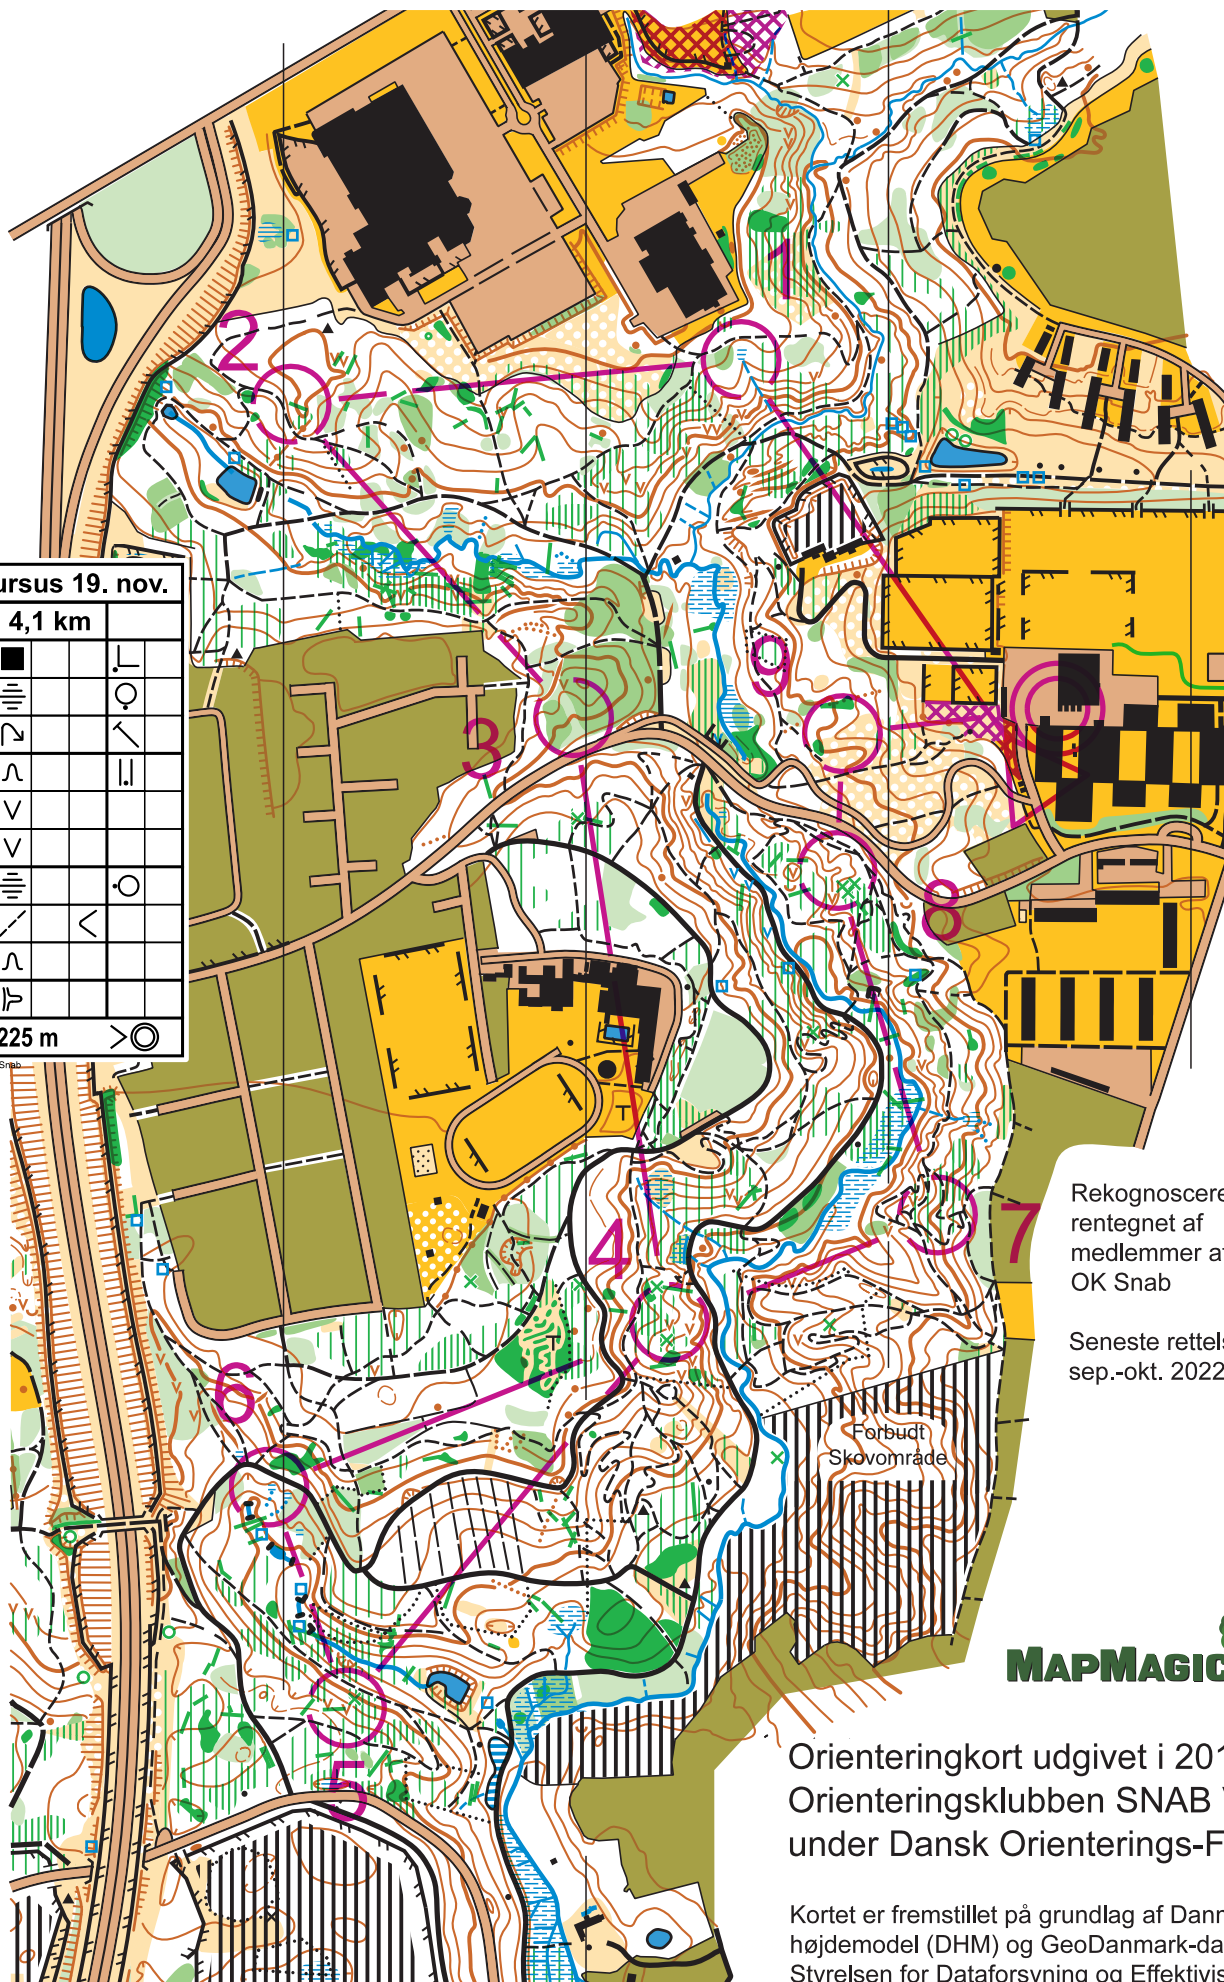 1
2
ursus 19. nov.
4,1 km
9
3
8
225 m
Snab
Rekognoscere
rentegnet af
medlemmer af
OK Snab
7
4
Seneste rettels
sep.-okt. 2022
6
Forbudt
Skovområde
MAPMAGIC
Orienteringkort udgivet i 201
Orienteringsklubben SNAB V
under Dansk Orienterings-F
5
Kortet er fremstillet på grundlag af Danm
højdemodel (DHM) og GeoDanmark-da
Styrelsen for Dataforsyning og Effektivis